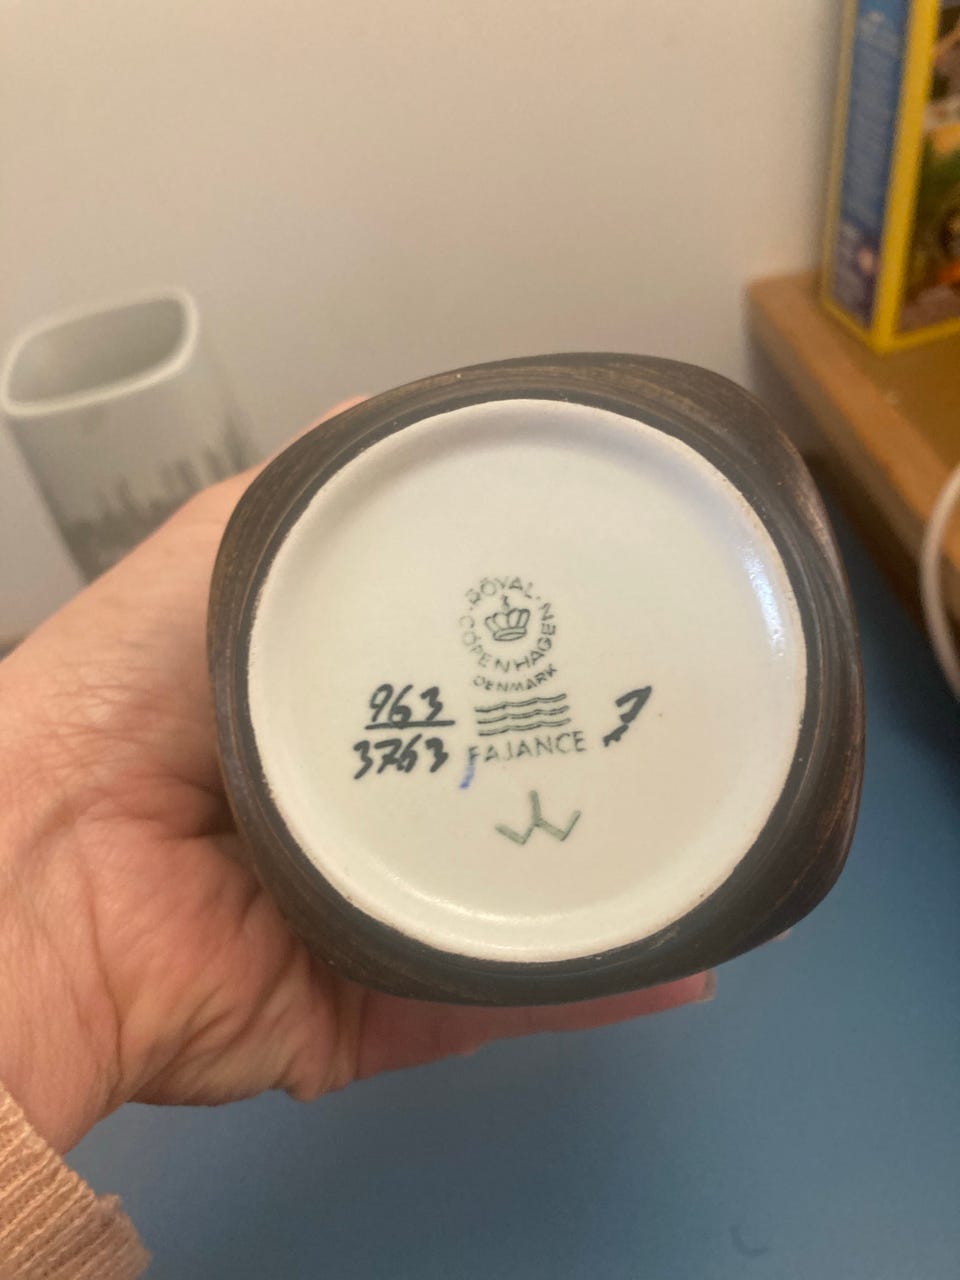 ROYAL
COPENHAGEN
DENMARK
963
3763
FAJANCE